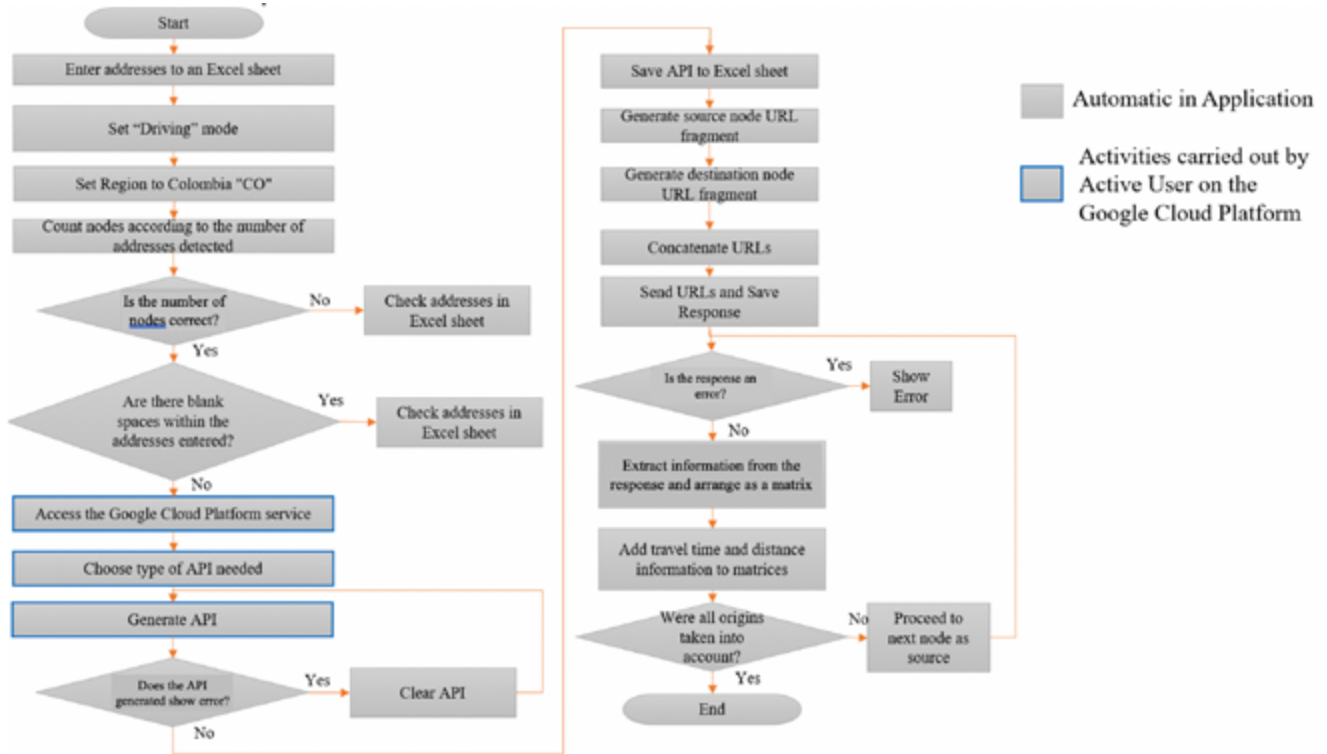 Start
Enter addresses to an Excel sheet
Set “Driving” mode
Set Region to Colombia "CO"
Count nodes according to the number of
addresses detected
Is the number of
nodes correct?
No
Check addresses in
Excel sheet
Yes
Are there blank
spaces within the
addresses entered?
Yes
Check addresses in
Excel sheet
No
Access the Google Cloud Platform service
Choose type of API needed
Generate API
Does the API
generated show error?
Yes
Clear API
No
Save API to Excel sheet
Generate source node URL
fragment
Generate destination node
URL fragment
Concatenate URLs
Send URLs and Save
Response
Is the response an
error?
Yes
Show
Error
No
Extract information from the
response and arrange as a matrix
Add travel time and distance
information to matrices
Were all origins
taken into
account?
No
Proceed to
next node as
source
Yes
End
Automatic in Application
Activities carried out by
Active User on the
Google Cloud Platform